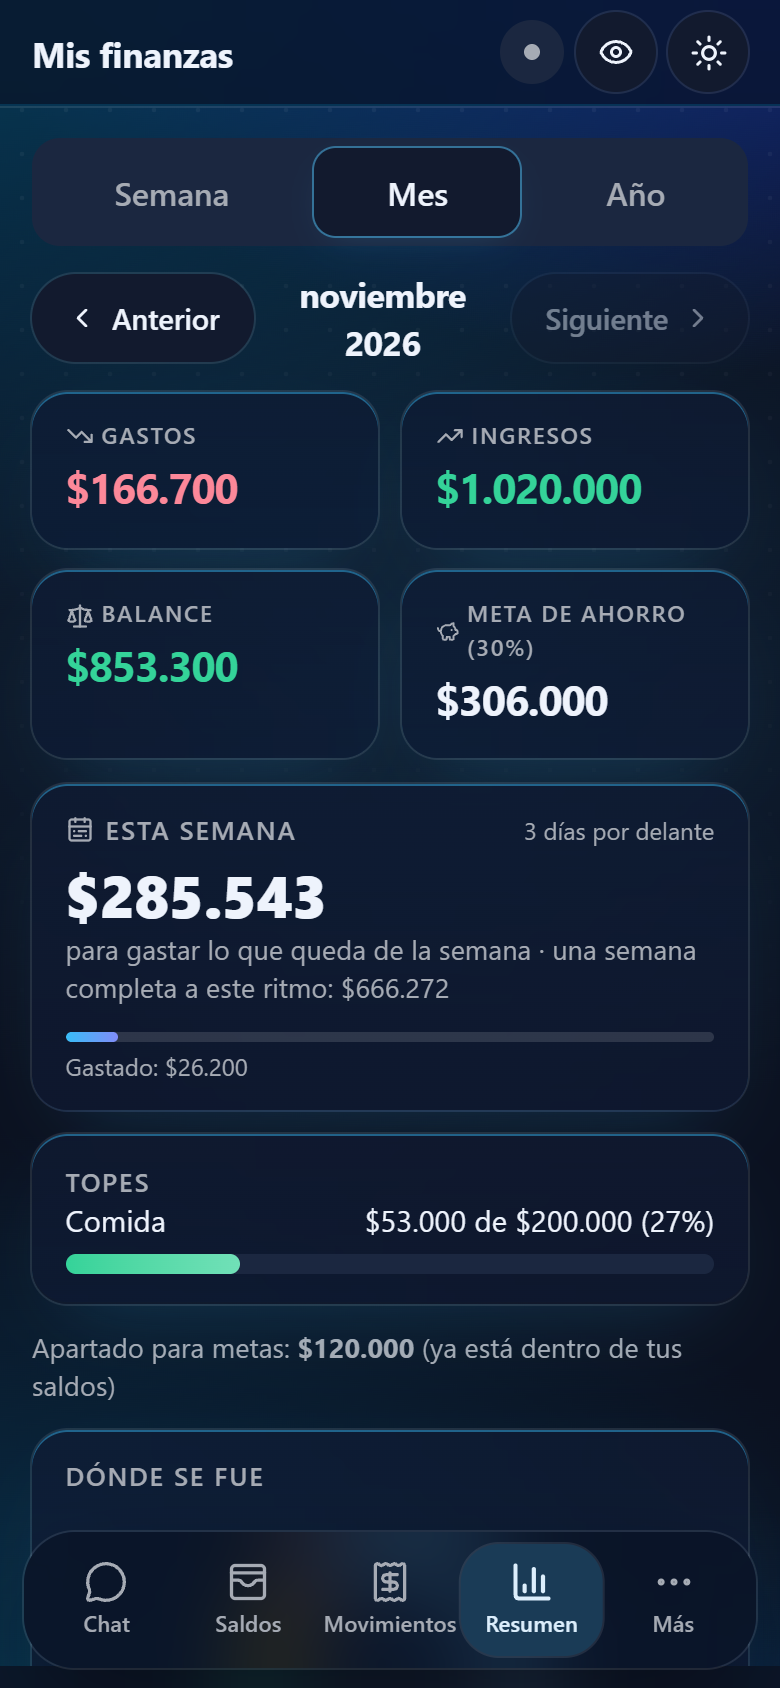 Mis finanzas
Semana
Mes
Año
Anterior
noviembre
2026
Siguiente
GASTOS
$166.700
INGRESOS
$1.020.000
BALANCE
$853.300
META DE AHORRO
(30%)
$306.000
ESTA SEMANA
3 días por delante
$285.543
para gastar lo que queda de la semana · una semana
completa a este ritmo: $666.272
Gastado: $26.200
TOPES
Comida
$53.000 de $200.000 (27%)
Apartado para metas: $120.000 (ya está dentro de tus
saldos)
DÓNDE SE FUE
Chat
Saldos
Movimientos
Resumen
Más